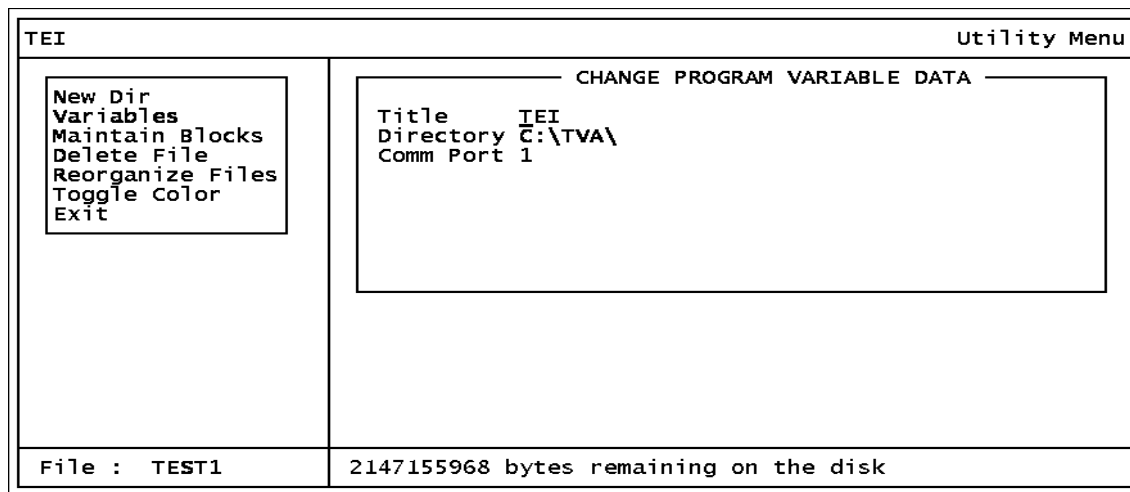 TEI Utility Menu
New Dir
Variables
Maintain Blocks
Delete File
Reorganize Files
Toggle Color
Exit
CHANGE PROGRAM VARIABLE DATA
Title TEI
Directory C:\TVA\
Comm Port 1
File : TEST1
2147155968 bytes remaining on the disk